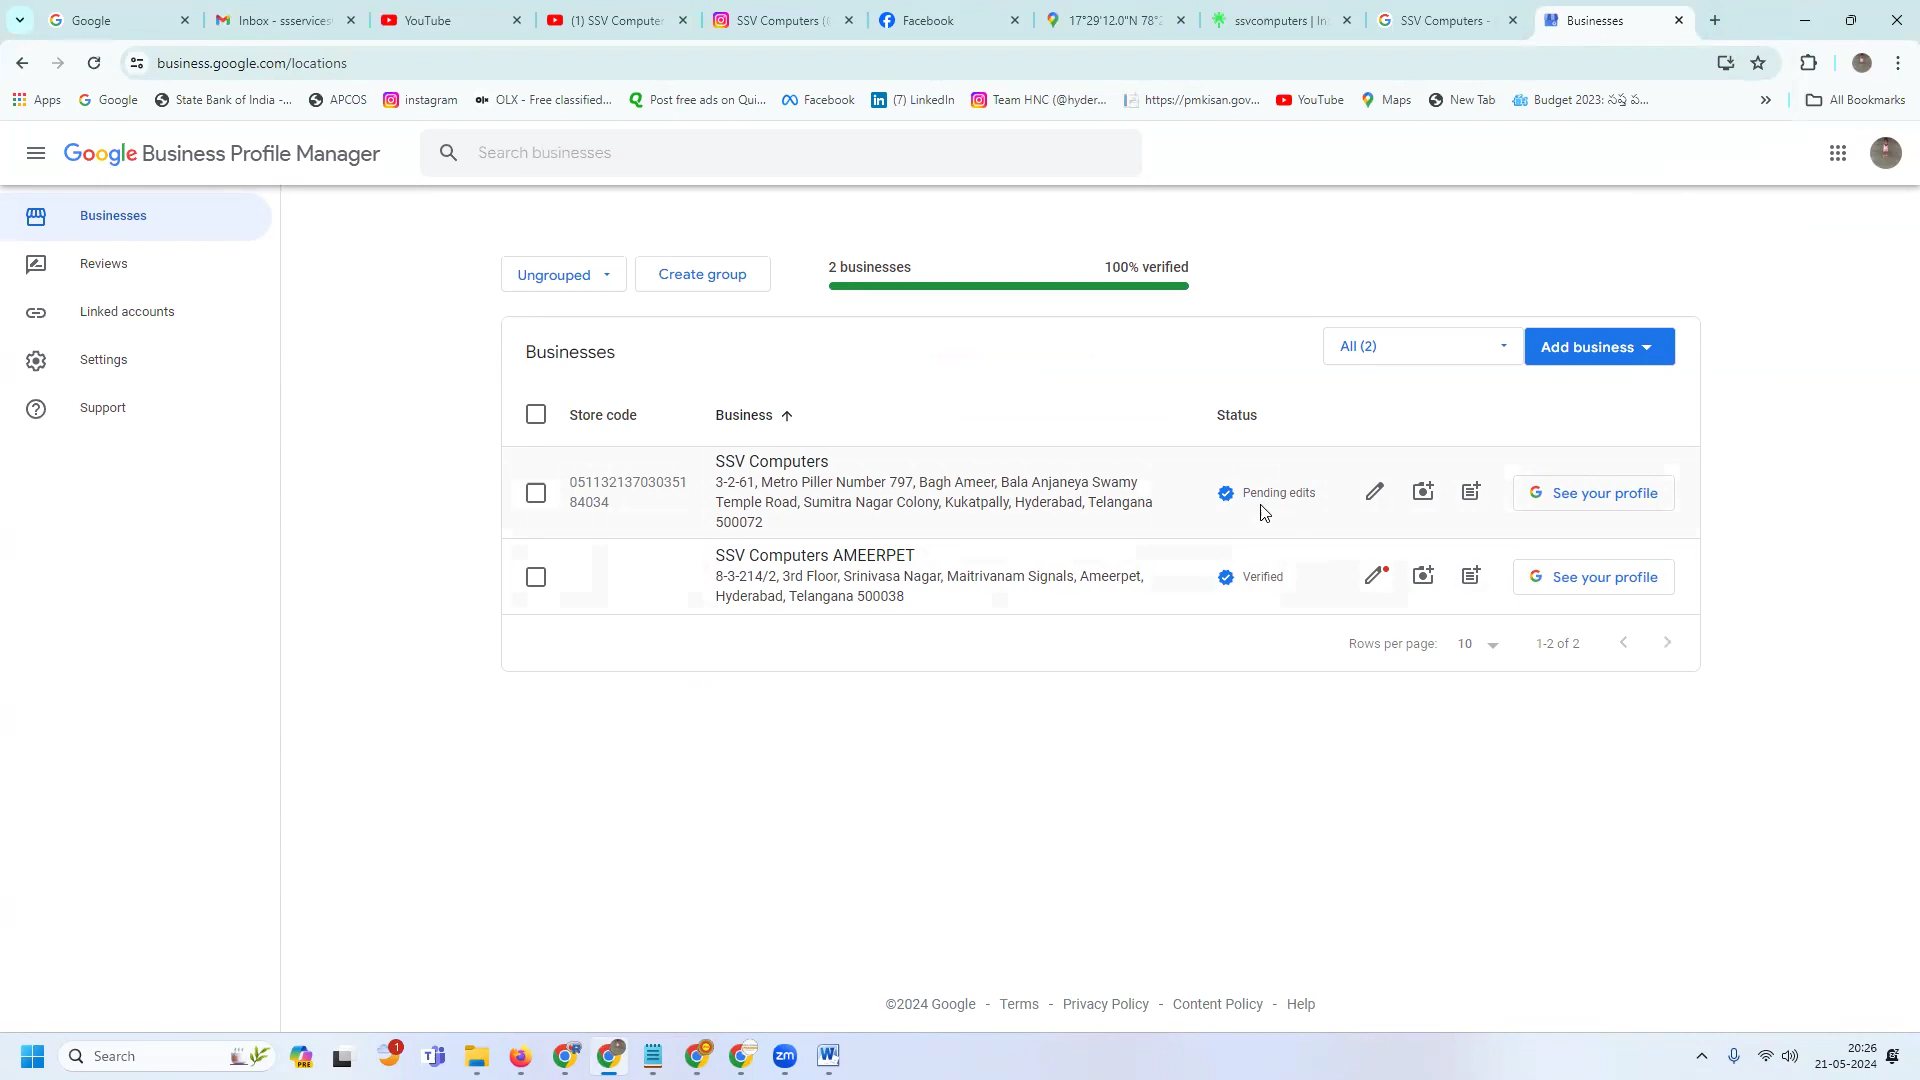 Google
Inbox - ssservices
YouTube
(1) SSV Computer
SSV Computers (
Facebook
17°29'12.0"N 78°
ssvcomputers | In
SSV Computers -
Businesses
business.google.com/locations
Apps
Google
State Bank of India -...
APCOS
instagram
OLX - Free classified...
Post free ads on Qui...
Facebook
(7) LinkedIn
Team HNC (@hyder...
https://pmkisan.gov...
YouTube
Maps
New Tab
Budget 2023:
All Bookmarks
Google Business Profile Manager
Search businesses
Businesses
Reviews
Linked accounts
Settings
Support
Ungrouped
Create group
2 businesses
100% verified
Businesses
All (2)
Add business
Store code
Business
Status
SSV Computers
051132137030351
84034
3-2-61, Metro Piller Number 797, Bagh Ameer, Bala Anjaneya Swamy
Temple Road, Sumitra Nagar Colony, Kukatpally, Hyderabad, Telangana
500072
Pending edits
See your profile
SSV Computers AMEERPET
8-3-214/2, 3rd Floor, Srinivasa Nagar, Maitrivanam Signals, Ameerpet,
Hyderabad, Telangana 500038
Verified
See your profile
Rows per page:
10
1-2 of 2
©2024 Google - Terms - Privacy Policy - Content Policy - Help
Search
PRE
1
zm
20:26
21-05-2024